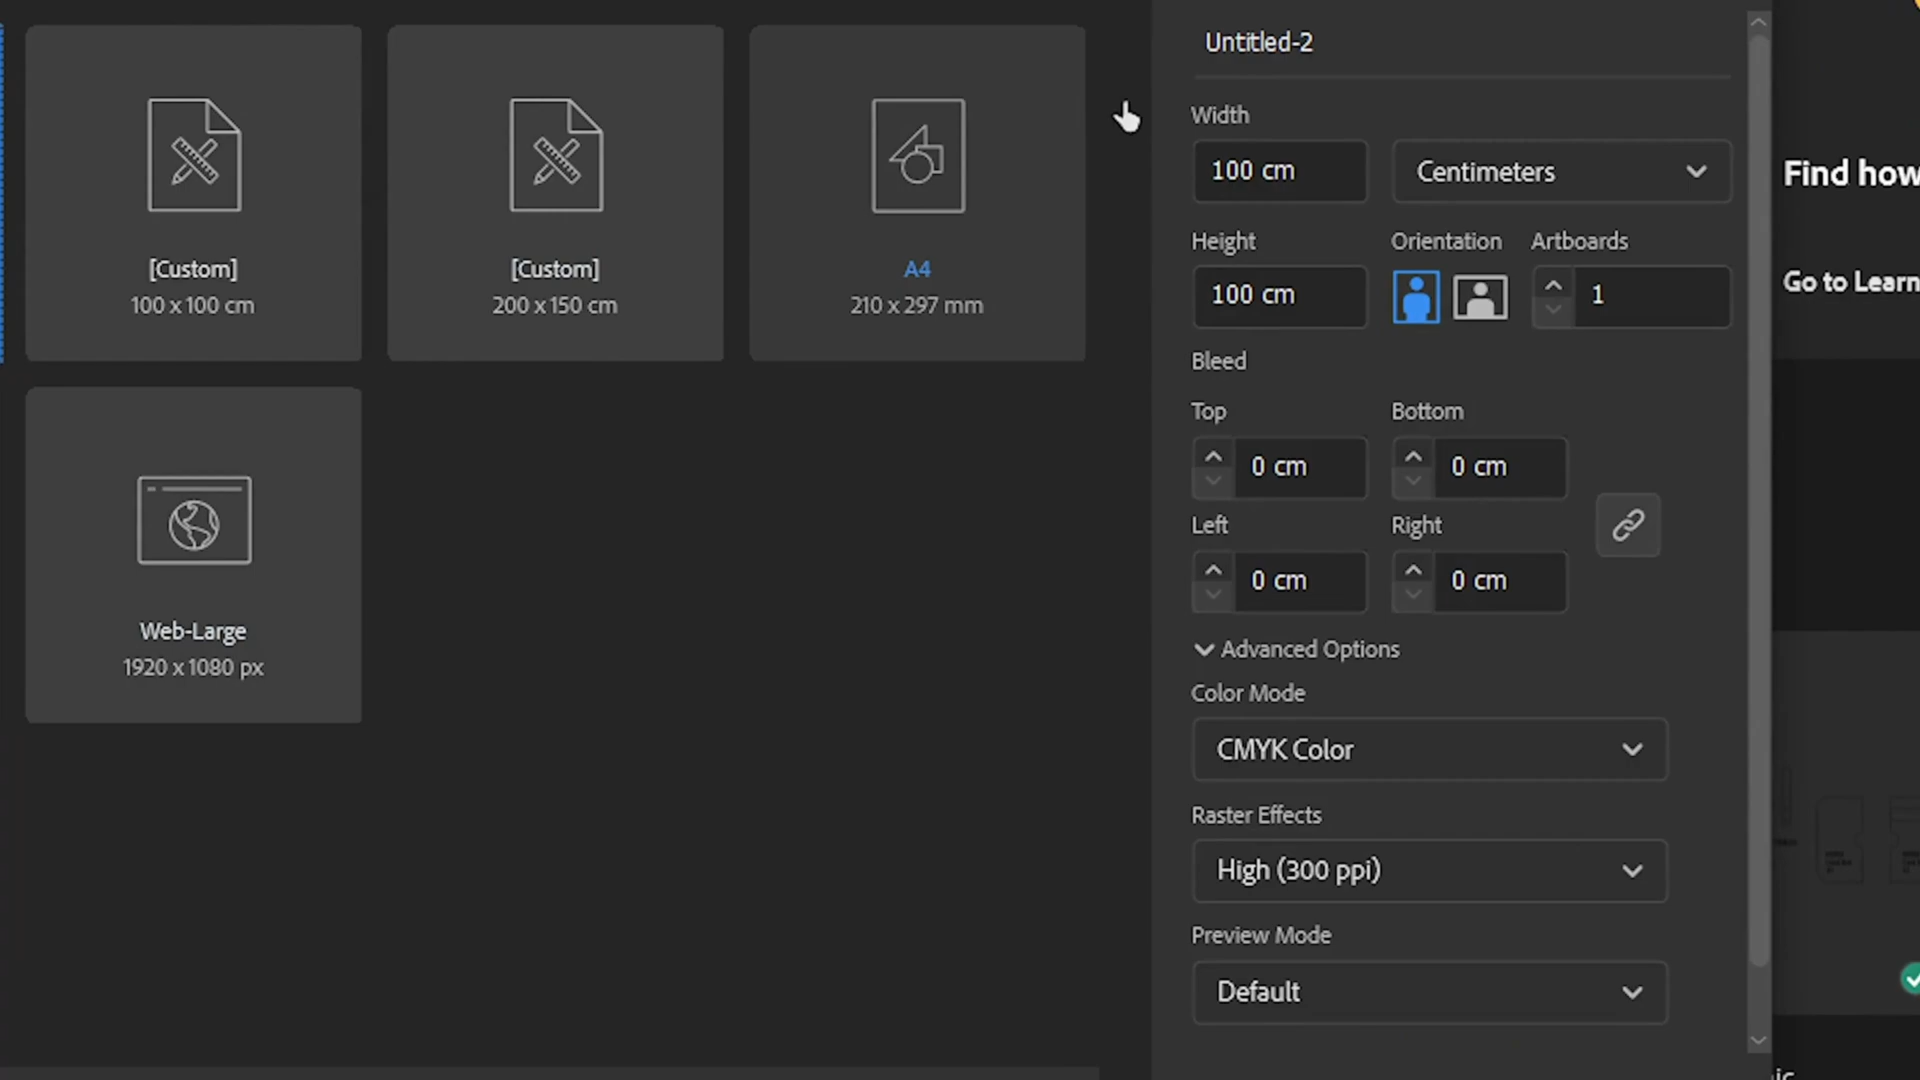 [Custom]
100 x 100 cm
[Custom]
200 x 150 cm
A4
210 x 297 mm
Web-Large
1920 x 1080 px
Untitled-2
Width
100 cm
Centimeters
Height
Orientation
Artboards
100 cm
1
Bleed
Top
Bottom
0 cm
0 cm
Left
Right
0 cm
0 cm
Advanced Options
Color Mode
CMYK Color
Raster Effects
High (300 ppi)
Preview Mode
Default
Find how
Go to Learn